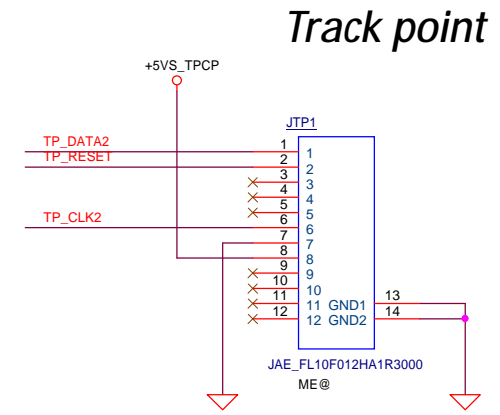 Track point
+5VS_TPCP
JTP1
TP_DATA2 1 1
TP_RESET 2 2
3 3
4 4
5 5
TP_CLK2 6 6
7 7
8 8
9 9
10 10
11 11 GND1 13
12 12 GND2 14
JAE_FL10F012HA1R3000
ME@